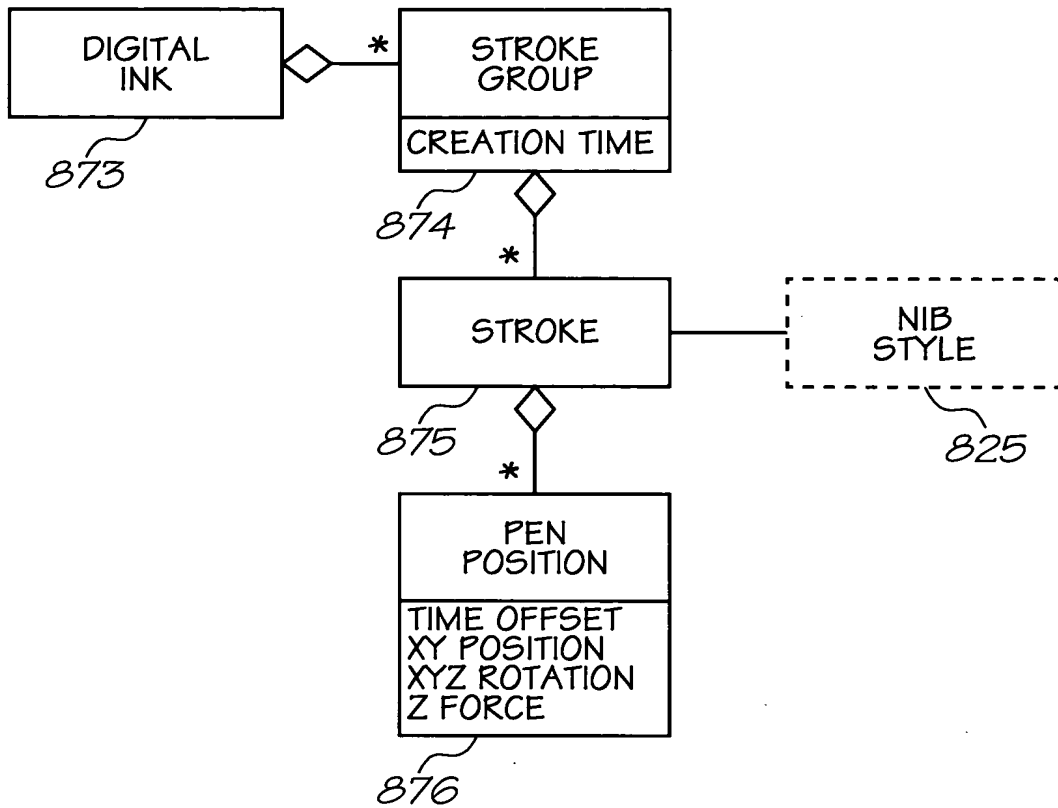 DIGITAL
INK
873
*
STROKE
GROUP
CREATION TIME
874
*
STROKE
875
NIB
STYLE
825
*
PEN
POSITION
TIME OFFSET
XY POSITION
XYZ ROTATION
Z FORCE
876